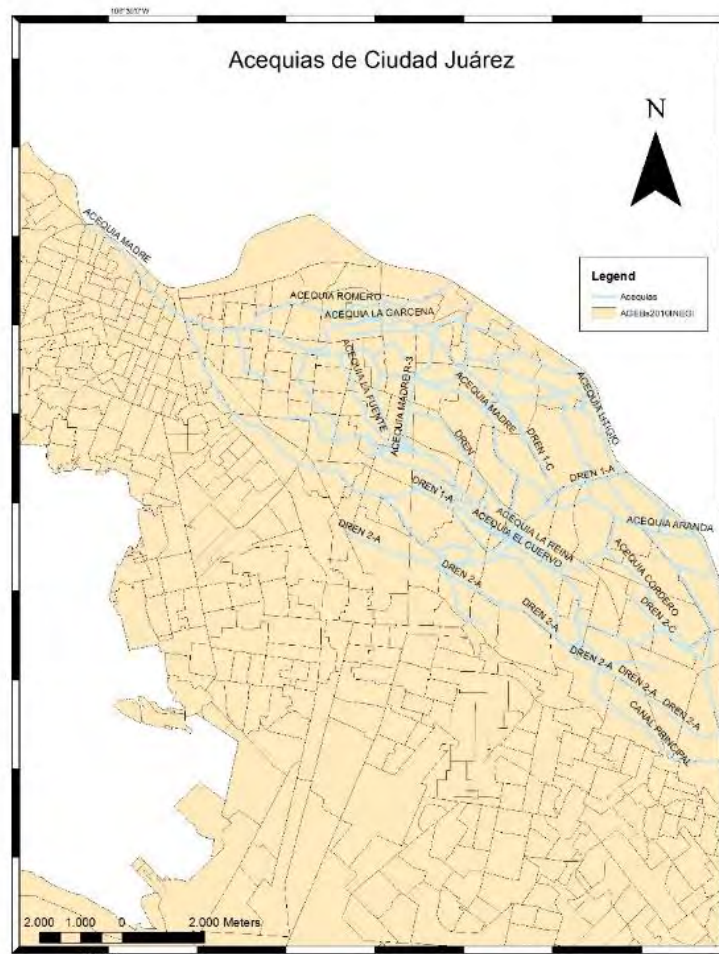 Acequias de Ciudad Juárez
N
ACEQUIA MADRE
Legend
Acequias
ACEQUIA ROMERO
ACEQUIA LA GARCENA
ACEQUIA LA FUENTE
ACEQUIA MADRE R-3
ACEQUIA MADRE
DREN 1-C
ACEQUIA LITIGIO
DREN
DREN 1-A
DREN 1-A
ACEQUIA LA REINA
ACEQUIA EL CUERVO
ACEQUIA ARANDA
DREN 2-A
DREN 2-A
ACEQUIA CORDERO
DREN 2-C
DREN 2-A
DREN 2-A
DREN 2-A
DREN 2-A
CANAL PRINCIPAL
2.000 1.000 0 2.000 Meters